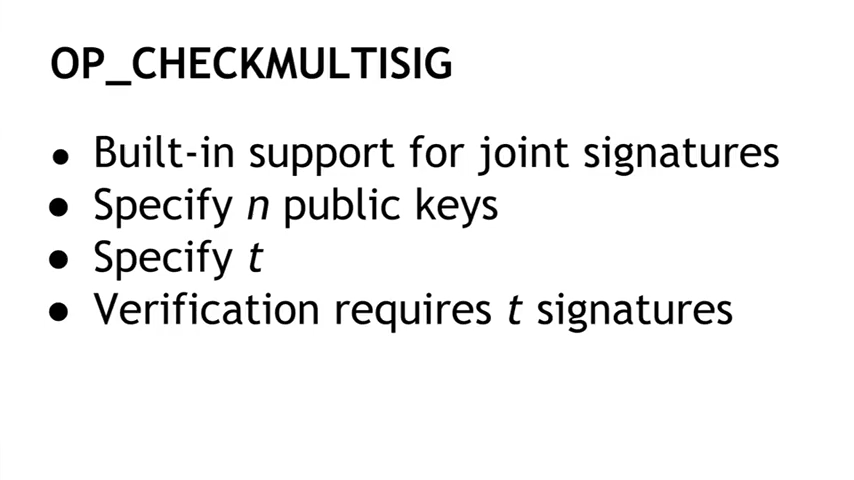 OP_CHECKMULTISIG
● Built-in support for joint signatures
● Specify n public keys
● Specify t
● Verification requires t signatures